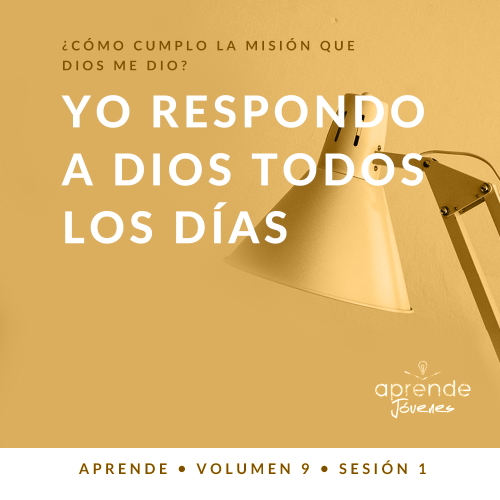 ¿CÓMO CUMPLO LA MISIÓN QUE
DIOS ME DIO?
YO RESPONDO
A DIOS TODOS
LOS DÍAS
aprende
Jóvenes
APRENDE • VOLUMEN 9 • SESIÓN 1